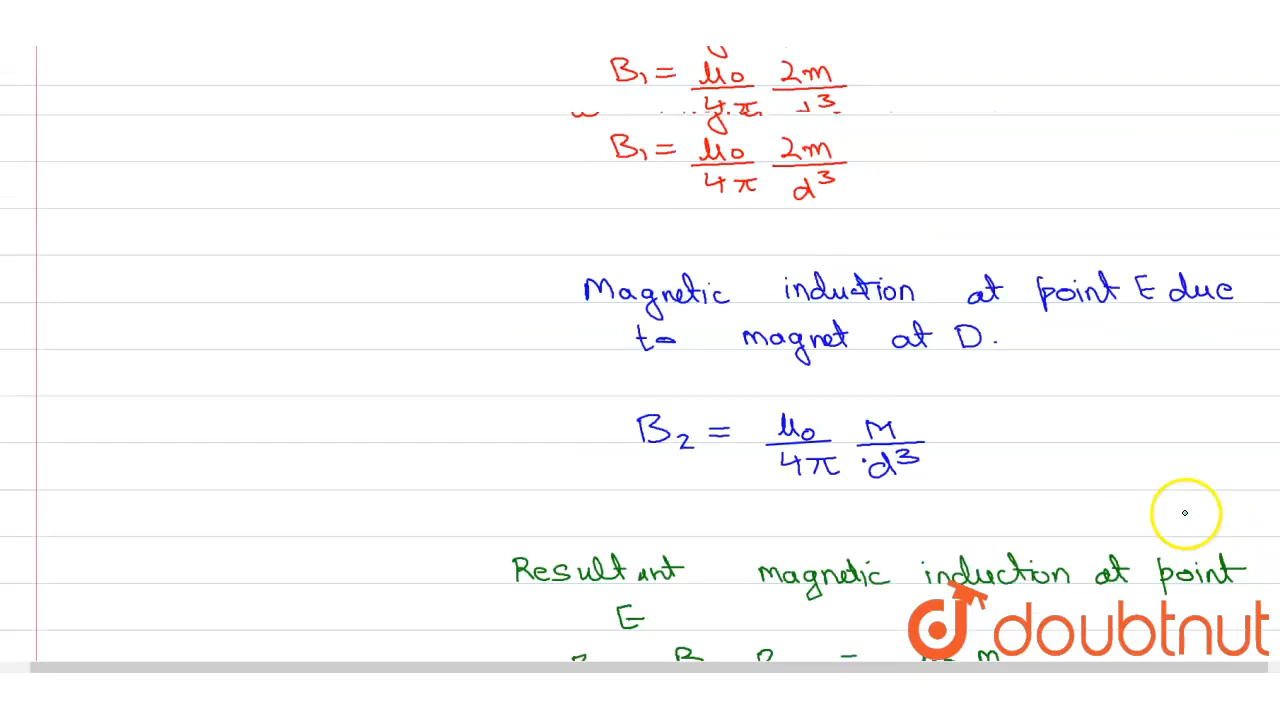 B₁ = μ₀/4π 2m/d³
B₁ = μ₀/4π 2m/d³
Magnetic induction at point E due
to magnet at D.
B₂ = μ₀/4π M/d³
Resultant magnetic induction at point
E
doubtnut